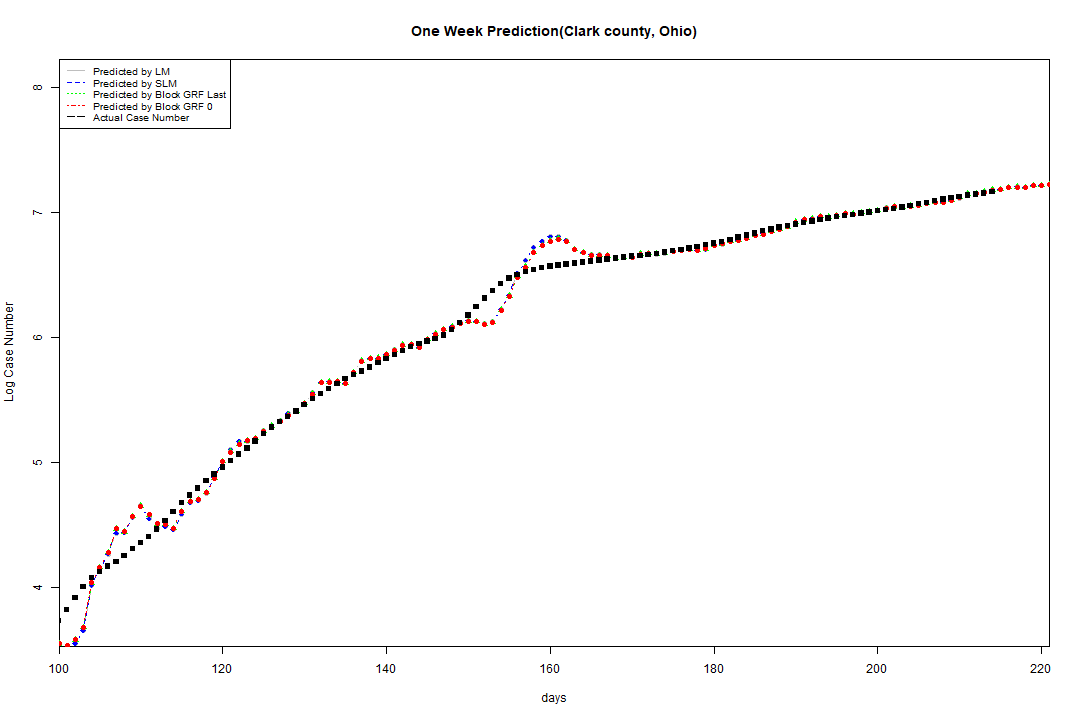 One Week Prediction(Clark county, Ohio)
Predicted by LM
Predicted by SLM
Predicted by Block GRF Last
Predicted by Block GRF 0
Actual Case Number
8
7
6
5
4
Log Case Number
100 120 140 160 180 200 220
days